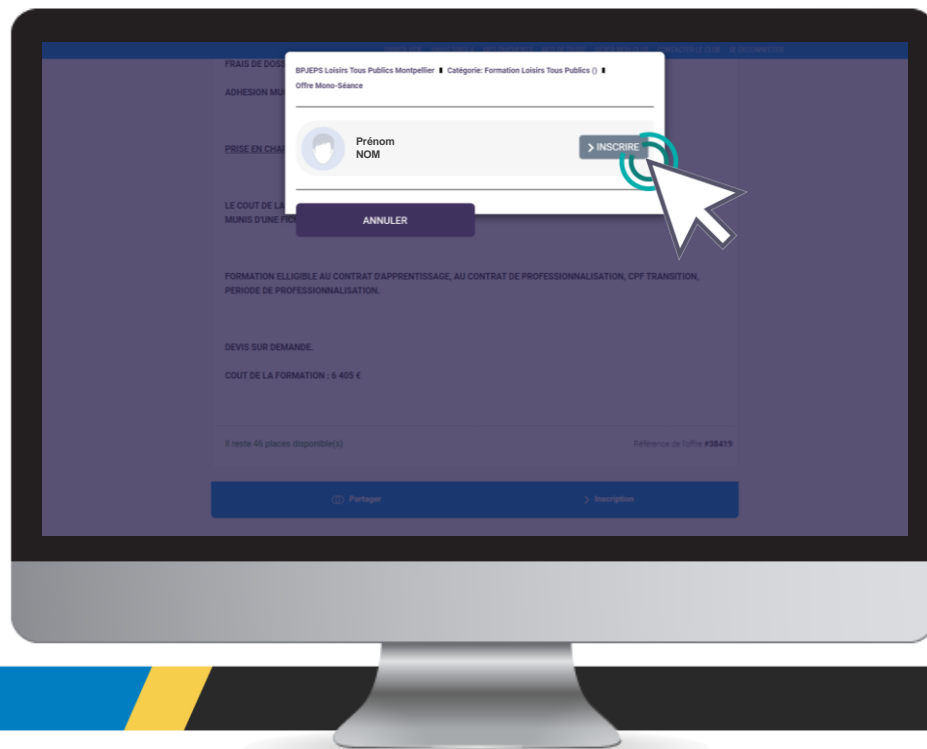 BPJEPS Loisirs Tous Publics Montpellier ▮ Catégorie: Formation Loisirs Tous Publics () ▮
Offre Mono-Séance
Prénom
NOM
> INSCRIRE
ANNULER
FRAIS DE DOSS
ADHESION MU
PRISE EN CHA
LE COUT DE LA
MUNIS D'UNE FIC
FORMATION ELLIGIBLE AU CONTRAT D'APPRENTISSAGE, AU CONTRAT DE PROFESSIONNALISATION, CPF TRANSITION,
PERIODE DE PROFESSIONNALISATION.
DEVIS SUR DEMANDE.
COUT DE LA FORMATION : 6 405 €
Il reste 46 places disponible(s)
Référence de l'offre #38419
Partager
> Inscription